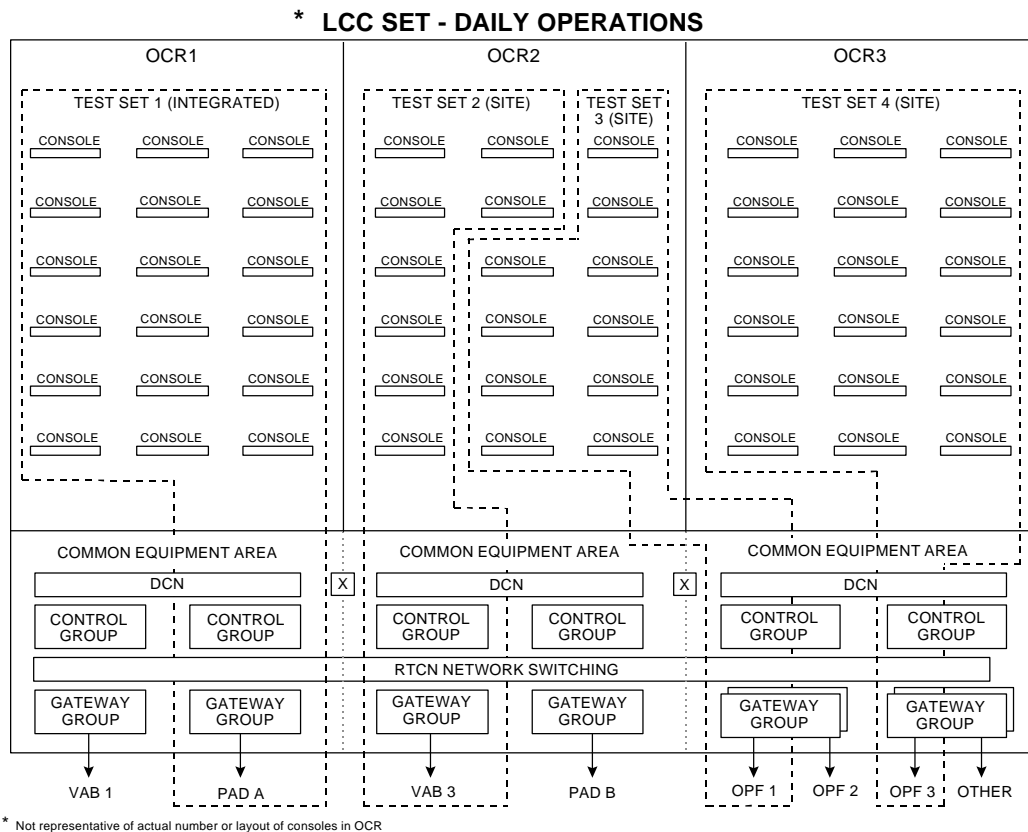 * LCC SET - DAILY OPERATIONS
OCR1 OCR2 OCR3
TEST SET 1 (INTEGRATED) TEST SET 2 (SITE) TEST SET TEST SET 4 (SITE)
3 (SITE)
CONSOLE CONSOLE CONSOLE CONSOLE CONSOLE CONSOLE CONSOLE CONSOLE CONSOLE
CONSOLE CONSOLE CONSOLE CONSOLE CONSOLE CONSOLE CONSOLE CONSOLE CONSOLE
CONSOLE CONSOLE CONSOLE CONSOLE CONSOLE CONSOLE CONSOLE CONSOLE CONSOLE
CONSOLE CONSOLE CONSOLE CONSOLE CONSOLE CONSOLE CONSOLE CONSOLE CONSOLE
CONSOLE CONSOLE CONSOLE CONSOLE CONSOLE CONSOLE CONSOLE CONSOLE CONSOLE
CONSOLE CONSOLE CONSOLE CONSOLE CONSOLE CONSOLE CONSOLE CONSOLE CONSOLE
COMMON EQUIPMENT AREA COMMON EQUIPMENT AREA COMMON EQUIPMENT AREA
DCN X DCN X DCN
CONTROL CONTROL CONTROL CONTROL CONTROL CONTROL
GROUP GROUP GROUP GROUP GROUP GROUP
RTCN NETWORK SWITCHING
GATEWAY GATEWAY GATEWAY GATEWAY GATEWAY GATEWAY
GROUP GROUP GROUP GROUP GROUP GROUP
VAB 1 PAD A VAB 3 PAD B OPF 1 OPF 2 OPF 3 OTHER
* Not representative of actual number or layout of consoles in OCR